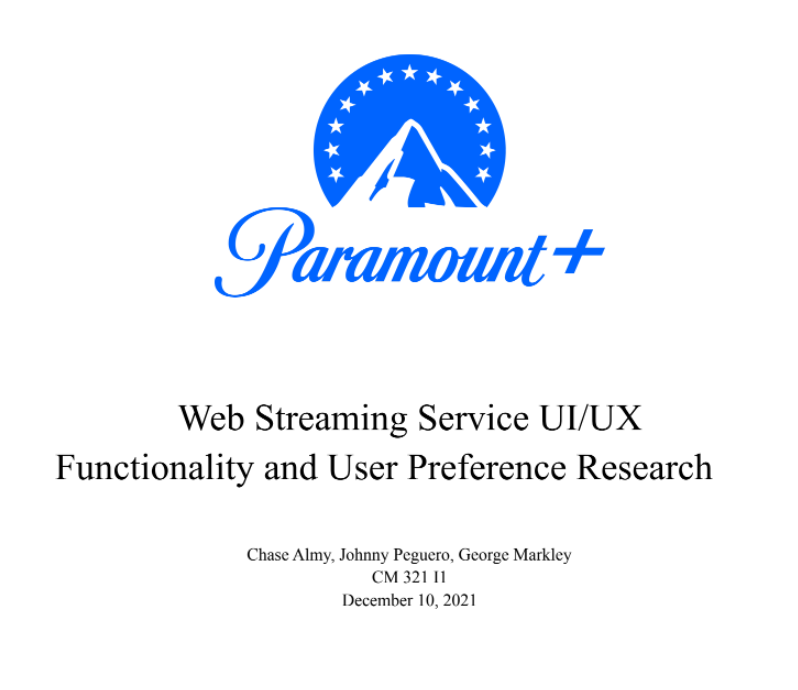 Paramount+
Web Streaming Service UI/UX
Functionality and User Preference Research
Chase Almy, Johnny Peguero, George Markley
CM 321 I1
December 10, 2021